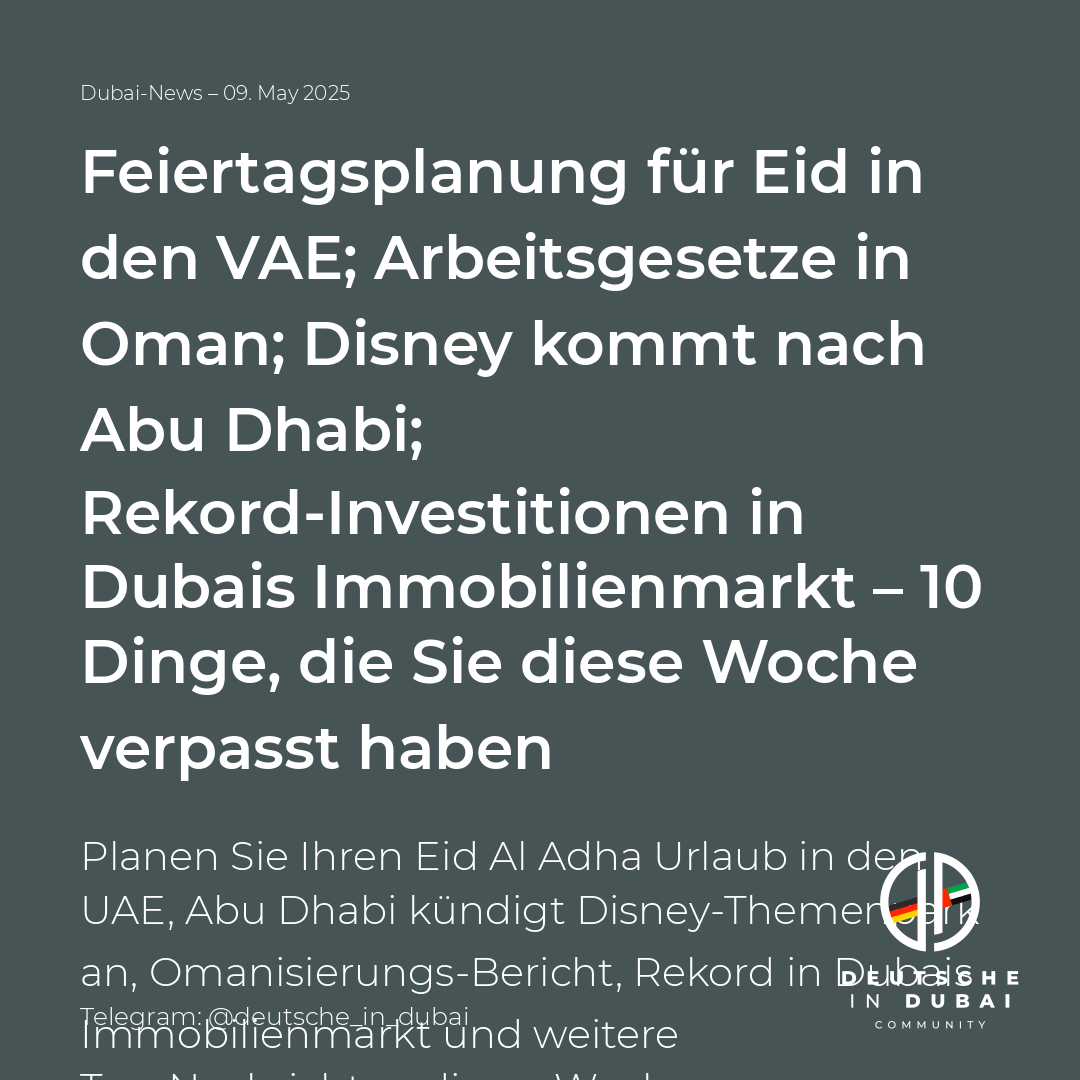 Dubai-News – 09. May 2025
Feiertagsplanung für Eid in
den VAE; Arbeitsgesetze in
Oman; Disney kommt nach
Abu Dhabi;
Rekord-Investitionen in
Dubais Immobilienmarkt – 10
Dinge, die Sie diese Woche
verpasst haben
Planen Sie Ihren Eid Al Adha Urlaub in den
UAE, Abu Dhabi kündigt Disney-Themenpark
an, Omanisierungs-Bericht, Rekord in Dubais
DEUTSCHE
IN DUBAI
COMMUNITY
Telegram: @deutsche_in_dubai
Immobilienmarkt und weitere